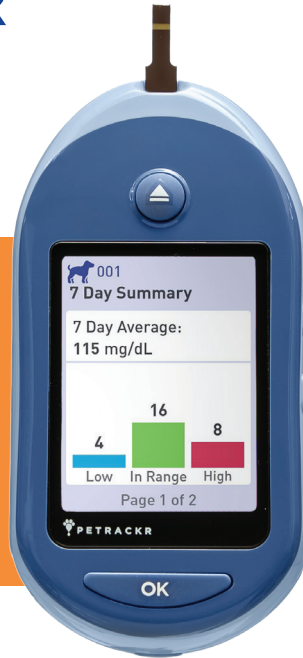 001
7 Day Summary
7 Day Average:
115 mg/dL
4 16 8
Low In Range High
Page 1 of 2
PETRACKR
OK